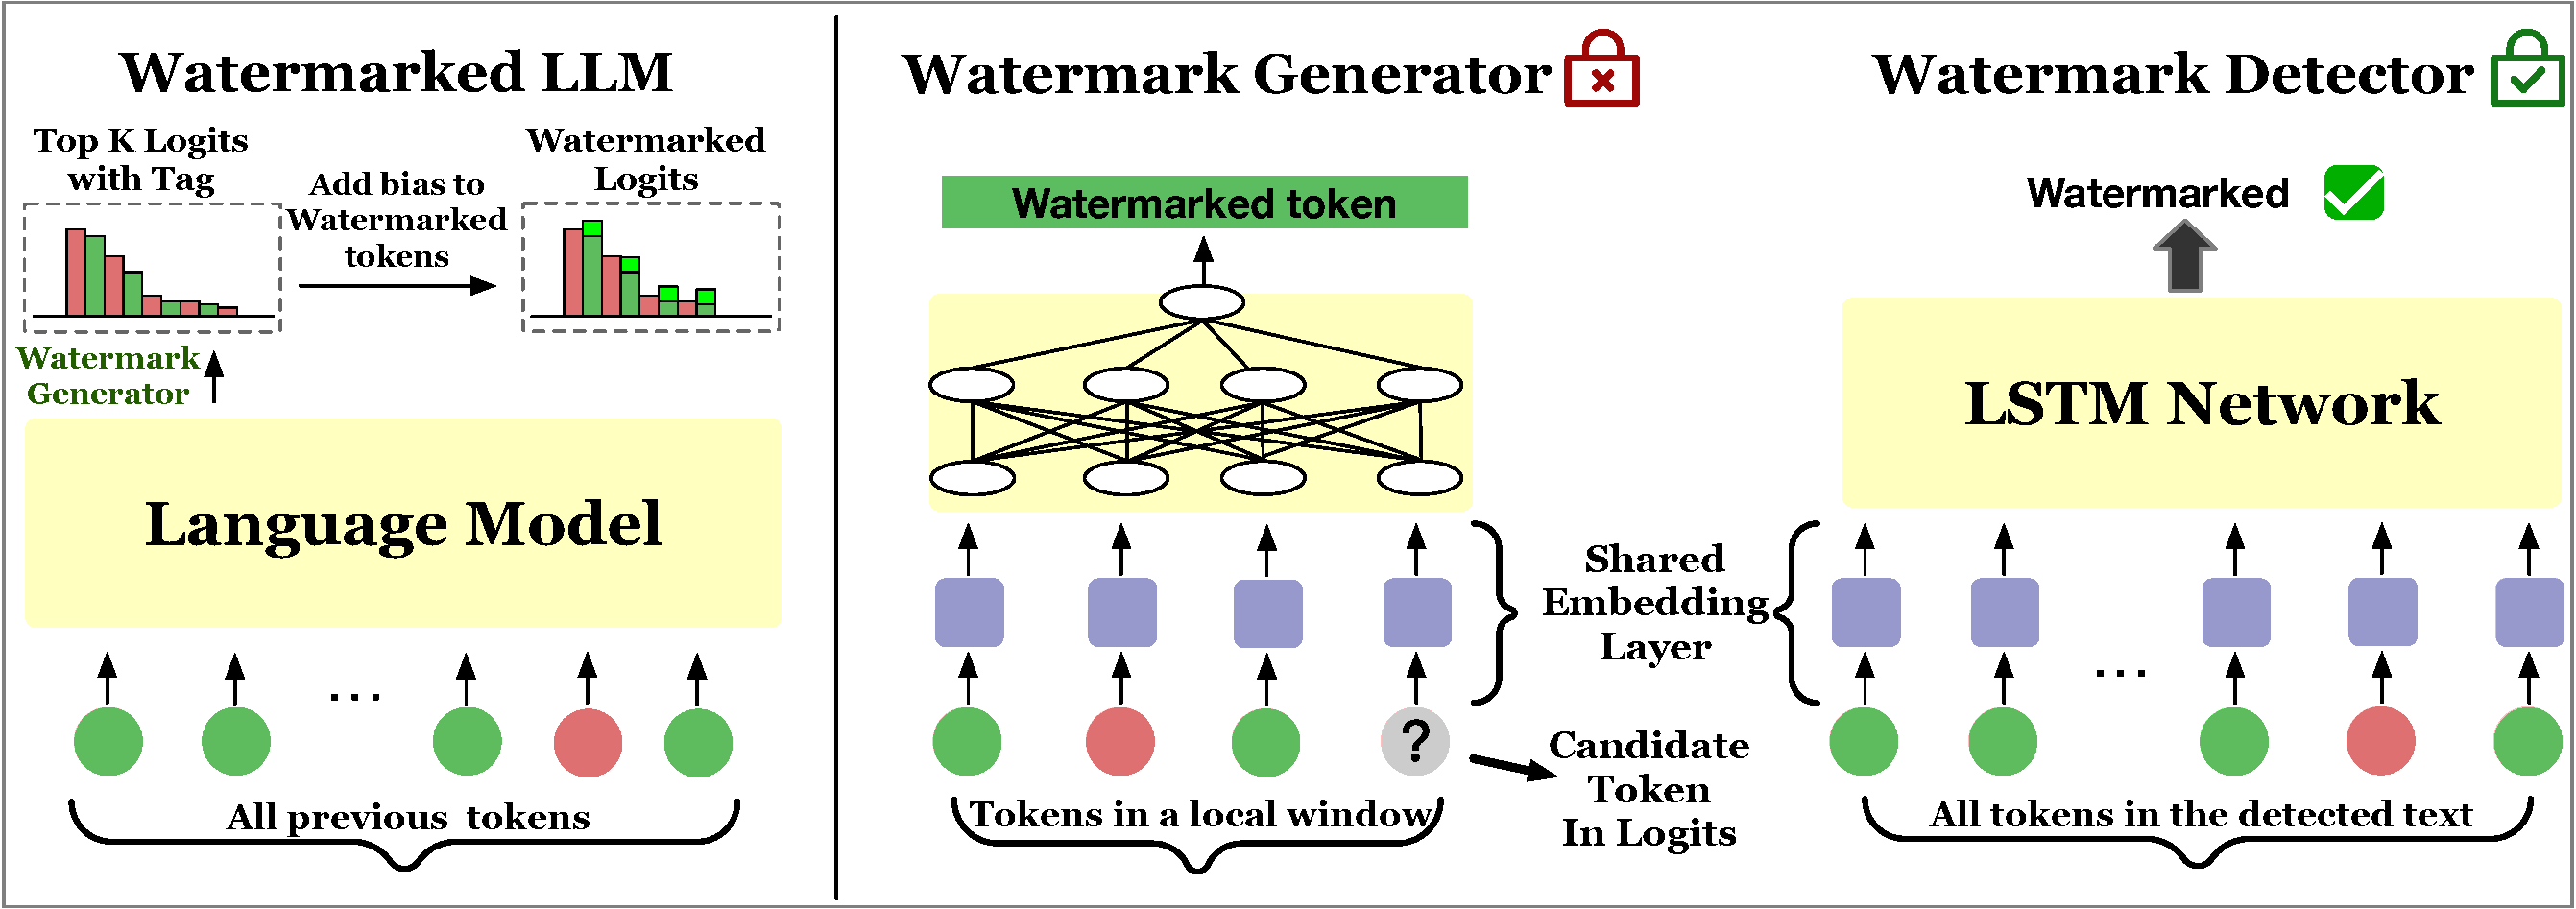 Watermarked LLM
Top K Logits
with Tag
Add bias to
Watermarked
tokens
Watermarked
Logits
Watermark
Generator
Language Model
...
All previous tokens
Watermark Generator
Watermarked token
?
Tokens in a local window
Shared
Embedding
Layer
Candidate
Token
In Logits
Watermark Detector
Watermarked
LSTM Network
...
All tokens in the detected text